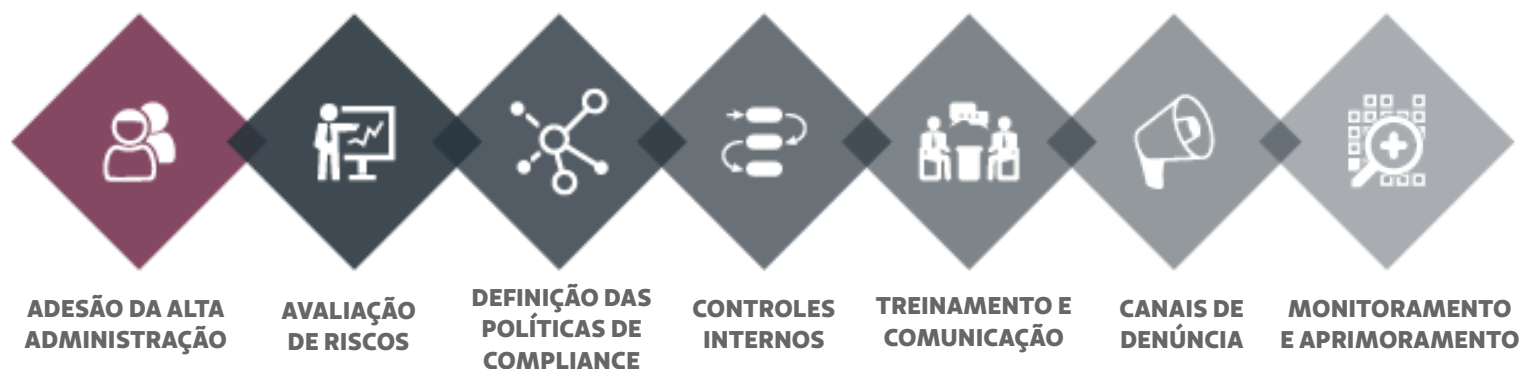 ADESÃO DA ALTA
ADMINISTRAÇÃO
AVALIAÇÃO
DE RISCOS
DEFINIÇÃO DAS
POLÍTICAS DE
COMPLIANCE
CONTROLES
INTERNOS
TREINAMENTO E
COMUNICAÇÃO
CANAIS DE
DENÚNCIA
MONITORAMENTO
E APRIMORAMENTO